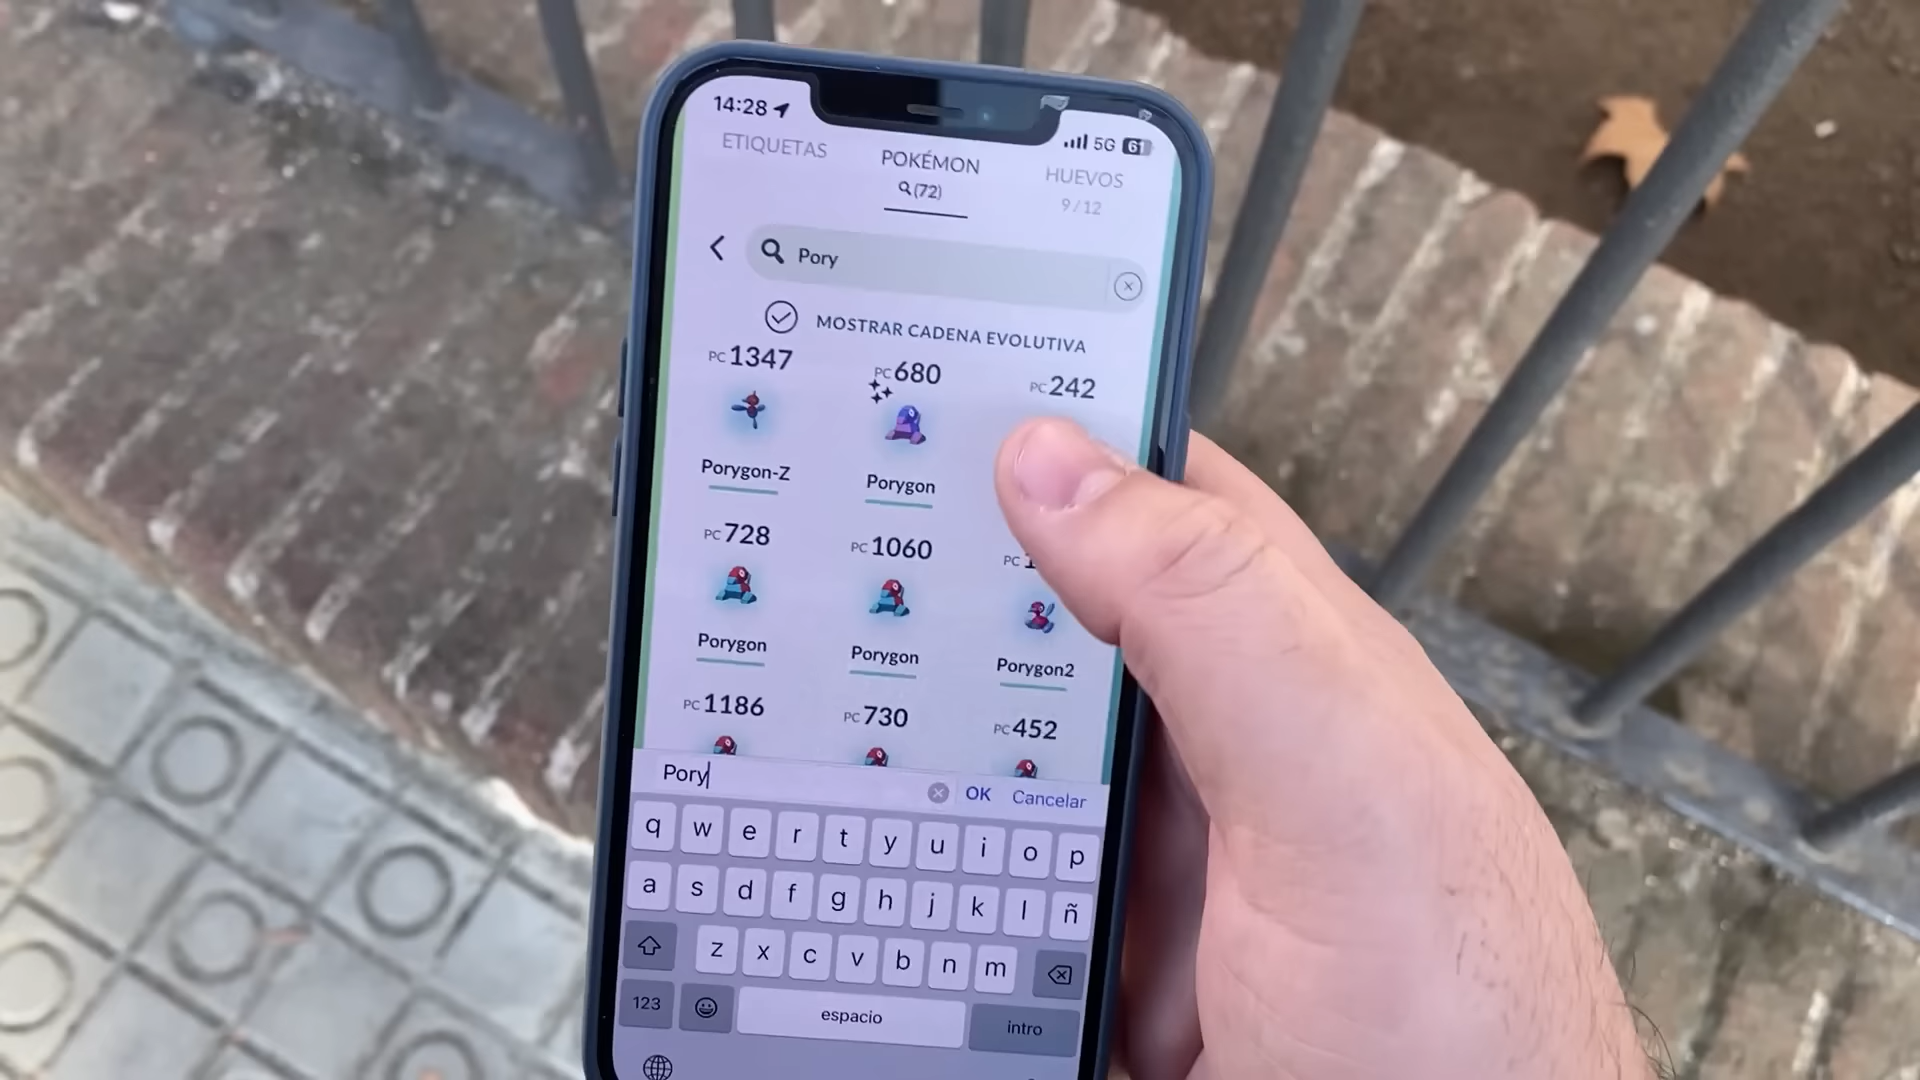 14:28
5G 61
ETIQUETAS
POKÉMON
HUEVOS
(72)
9/12
Pory
MOSTRAR CADENA EVOLUTIVA
PC 1347
PC 680
PC 242
Porygon-Z
Porygon
PC 728
PC 1060
PC
Porygon
Porygon
Porygon2
PC 1186
PC 730
PC 452
Pory
OK
Cancelar
q w e r t y u i o p
a s d f g h j k l ñ
z x c v b n m
123
espacio
intro